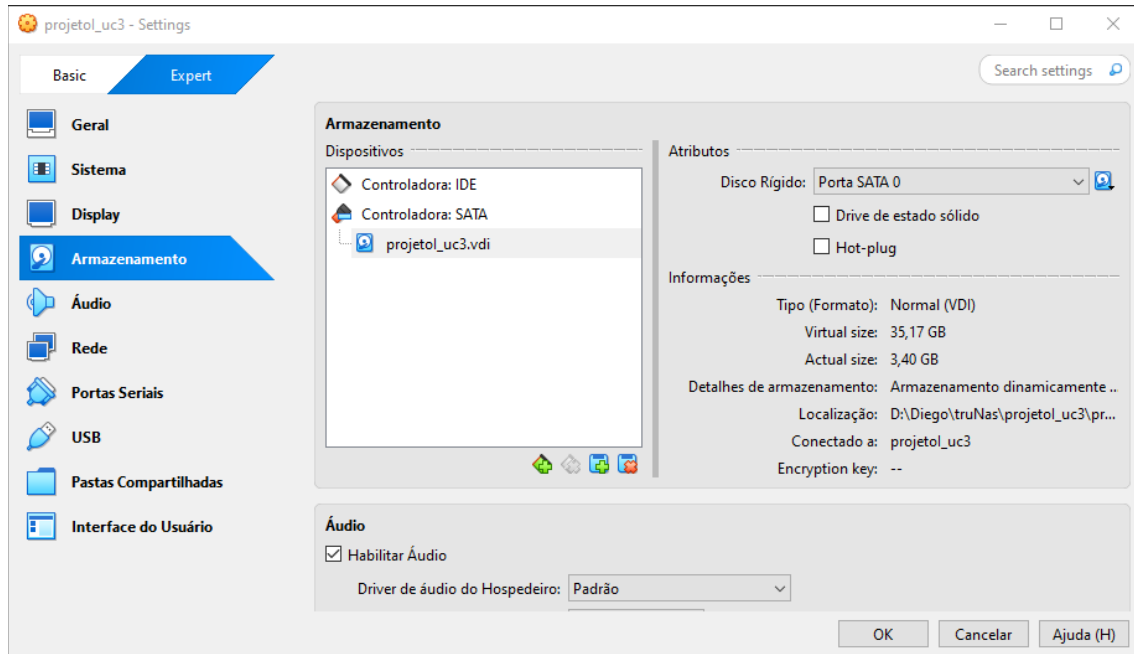 projetol_uc3 - Settings
Basic
Expert
Search settings
Geral
Sistema
Display
Armazenamento
Áudio
Rede
Portas Seriais
USB
Pastas Compartilhadas
Interface do Usuário
Armazenamento
Dispositivos
Controladora: IDE
Controladora: SATA
projetol_uc3.vdi
Atributos
Disco Rígido: Porta SATA 0
Drive de estado sólido
Hot-plug
Informações
Tipo (Formato): Normal (VDI)
Virtual size: 35,17 GB
Actual size: 3,40 GB
Detalhes de armazenamento: Armazenamento dinamicamente ..
Localização: D:\Diego\truNas\projetol_uc3\pr...
Conectado a: projetol_uc3
Encryption key: --
Áudio
Habilitar Áudio
Driver de áudio do Hospedeiro: Padrão
OK
Cancelar
Ajuda (H)